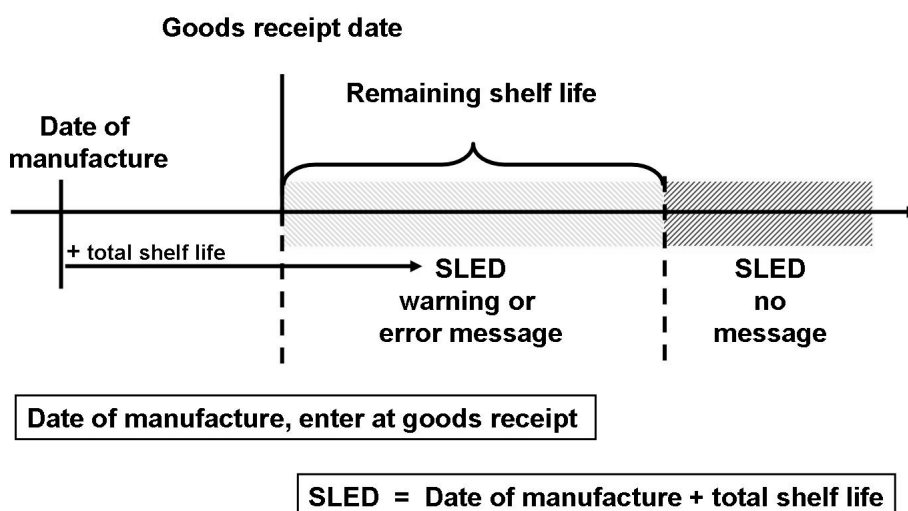 Goods receipt date
Remaining shelf life
Date of
manufacture
+ total shelf life
SLED
warning or
error message
SLED
no
message
Date of manufacture, enter at goods receipt
SLED = Date of manufacture + total shelf life